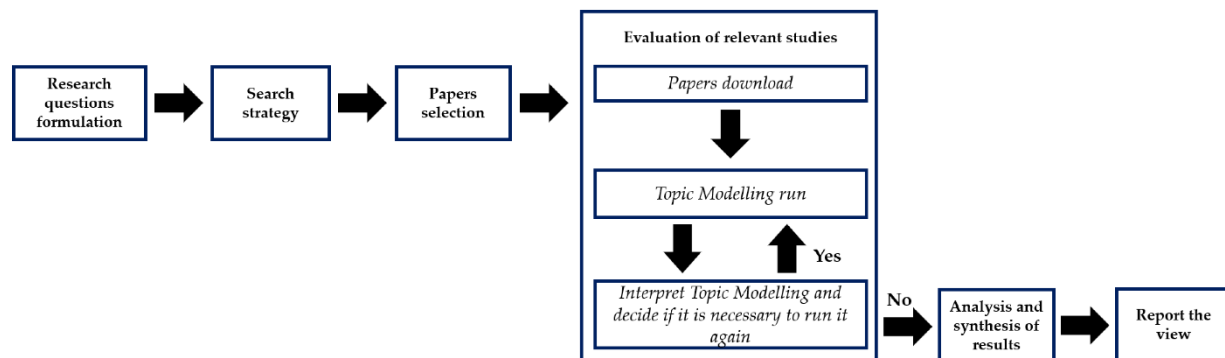 Research
questions
formulation
Search
strategy
Papers
selection
Evaluation of relevant studies
Papers download
Topic Modelling run
Yes
Interpret Topic Modelling and
decide if it is necessary to run it
again
No
Analysis and
synthesis of
results
Report the
view